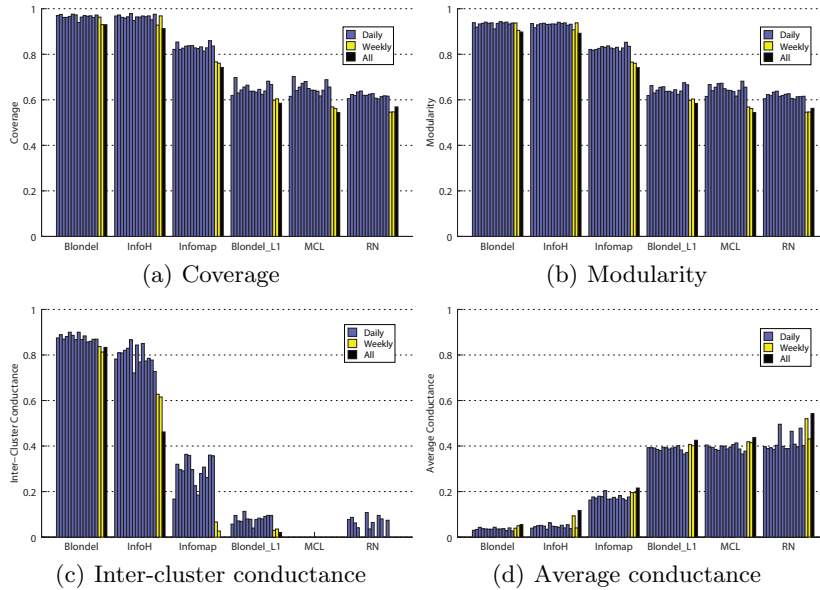 1
0.8
0.6
0.4
0.2
0
Coverage
Daily
Weekly
All
Blondel InfoH Infomap Blondel_L1 MCL RN
(a) Coverage
1
0.8
0.6
0.4
0.2
0
Modularity
Daily
Weekly
All
Blondel InfoH Infomap Blondel_L1 MCL RN
(b) Modularity
1
0.8
0.6
0.4
0.2
0
Inter-Cluster Conductance
Daily
Weekly
All
Blondel InfoH Infomap Blondel_L1 MCL RN
(c) Inter-cluster conductance
1
0.8
0.6
0.4
0.2
0
Average Conductance
Daily
Weekly
All
Blondel InfoH Infomap Blondel_L1 MCL RN
(d) Average conductance